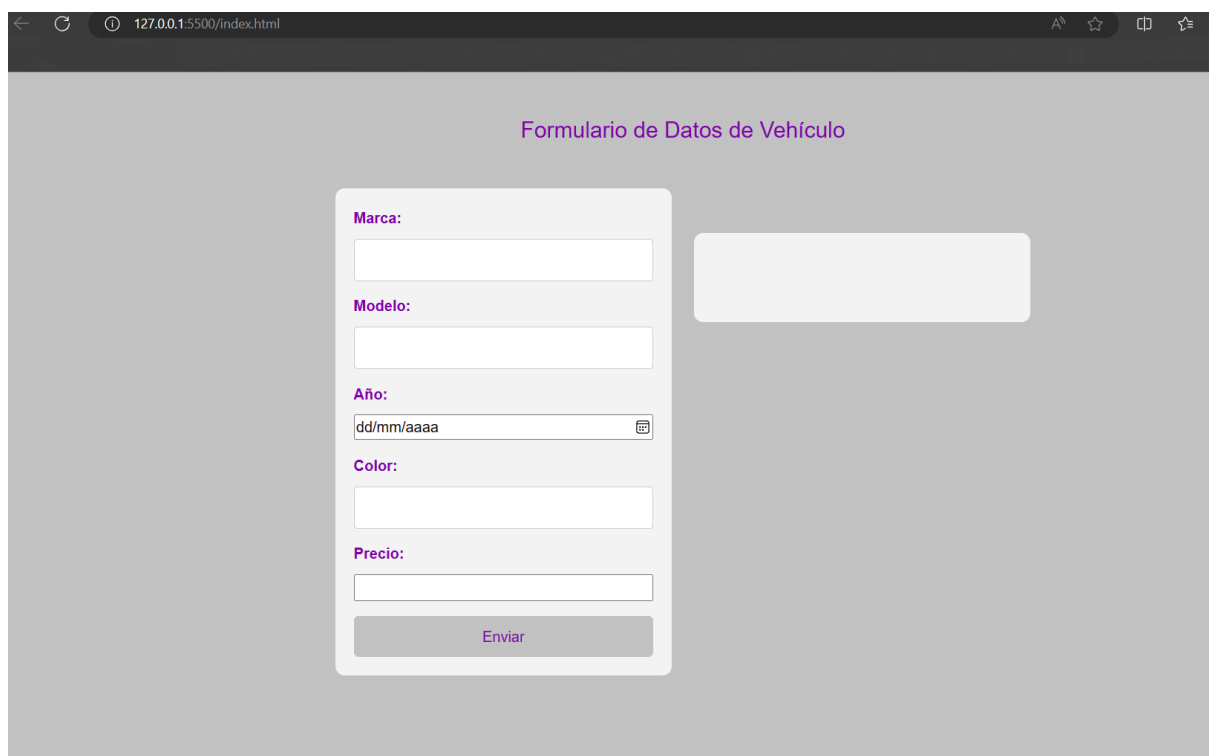 127.0.0.1:5500/index.html
Formulario de Datos de Vehículo
Marca:
Modelo:
Año:
dd/mm/aaaa
Color:
Precio:
Enviar